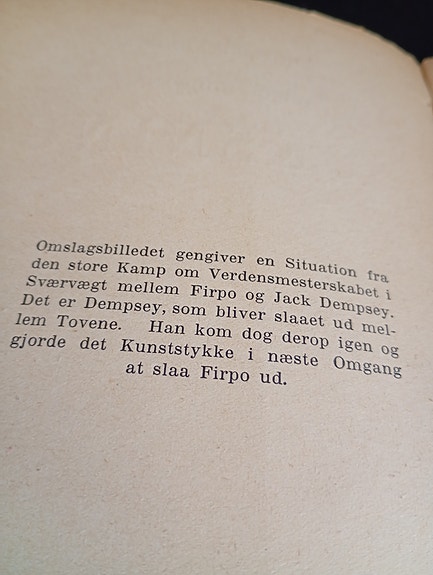 Omslagsbilledet gengiver en Situation fra
den store Kamp om Verdensmesterskabet i
Sværvægt mellem Firpo og Jack Dempsey.
Det er Dempsey, som bliver slaaet ud mel-
lem Tovene. Han kom dog derop igen og
gjorde det Kunststykke i næste Omgang
at slaa Firpo ud.